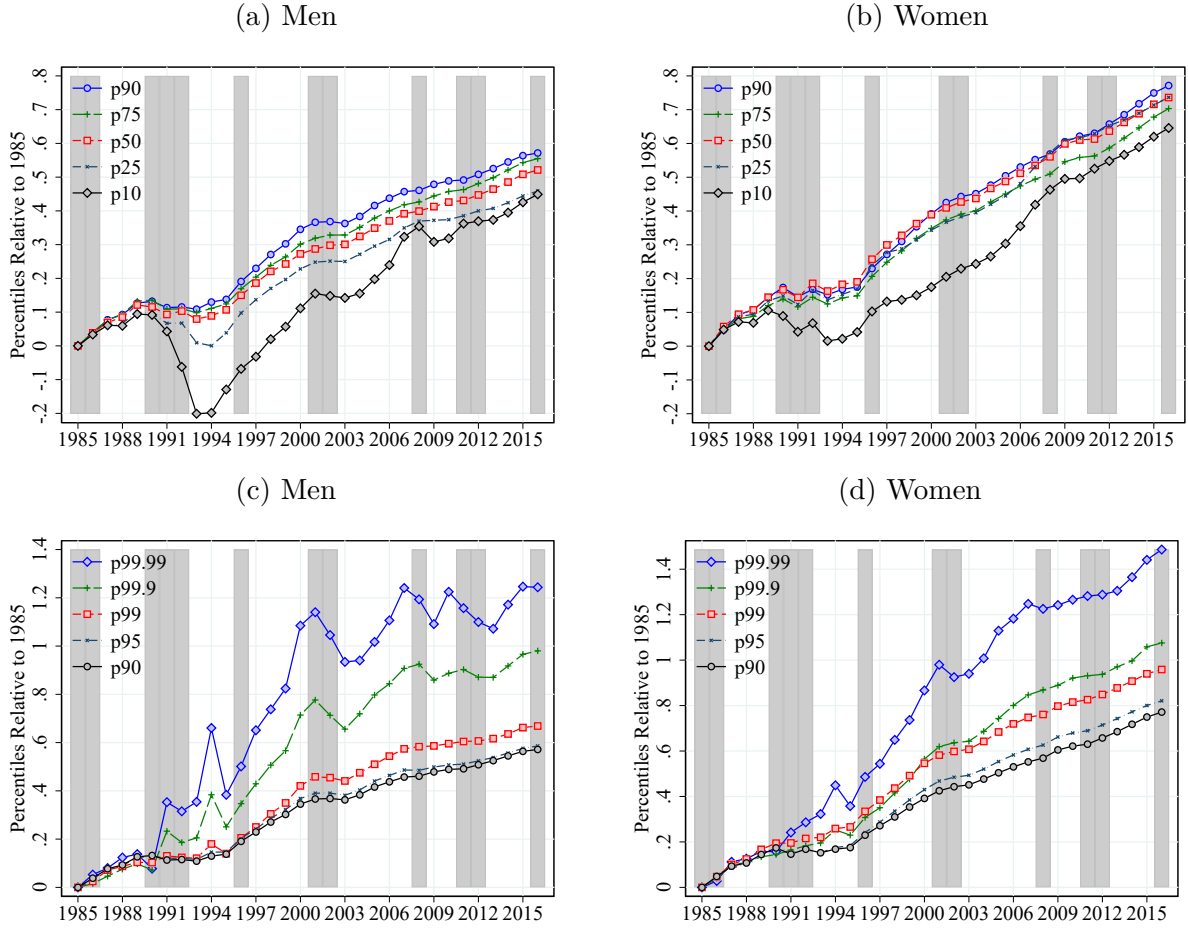 (a) Men
Percentiles Relative to 1985
.8
.7
.6
.5
.4
.3
.2
.1
0
-.1
-.2
p90
p75
p50
p25
p10
1985 1988 1991 1994 1997 2000 2003 2006 2009 2012 2015
(b) Women
Percentiles Relative to 1985
.8
.7
.6
.5
.4
.3
.2
.1
0
-.1
-.2
p90
p75
p50
p25
p10
1985 1988 1991 1994 1997 2000 2003 2006 2009 2012 2015
(c) Men
Percentiles Relative to 1985
1.4
1.2
1
.8
.6
.4
.2
0
p99.99
p99.9
p99
p95
p90
1985 1988 1991 1994 1997 2000 2003 2006 2009 2012 2015
(d) Women
Percentiles Relative to 1985
1.4
1.2
1
.8
.6
.4
.2
0
p99.99
p99.9
p99
p95
p90
1985 1988 1991 1994 1997 2000 2003 2006 2009 2012 2015